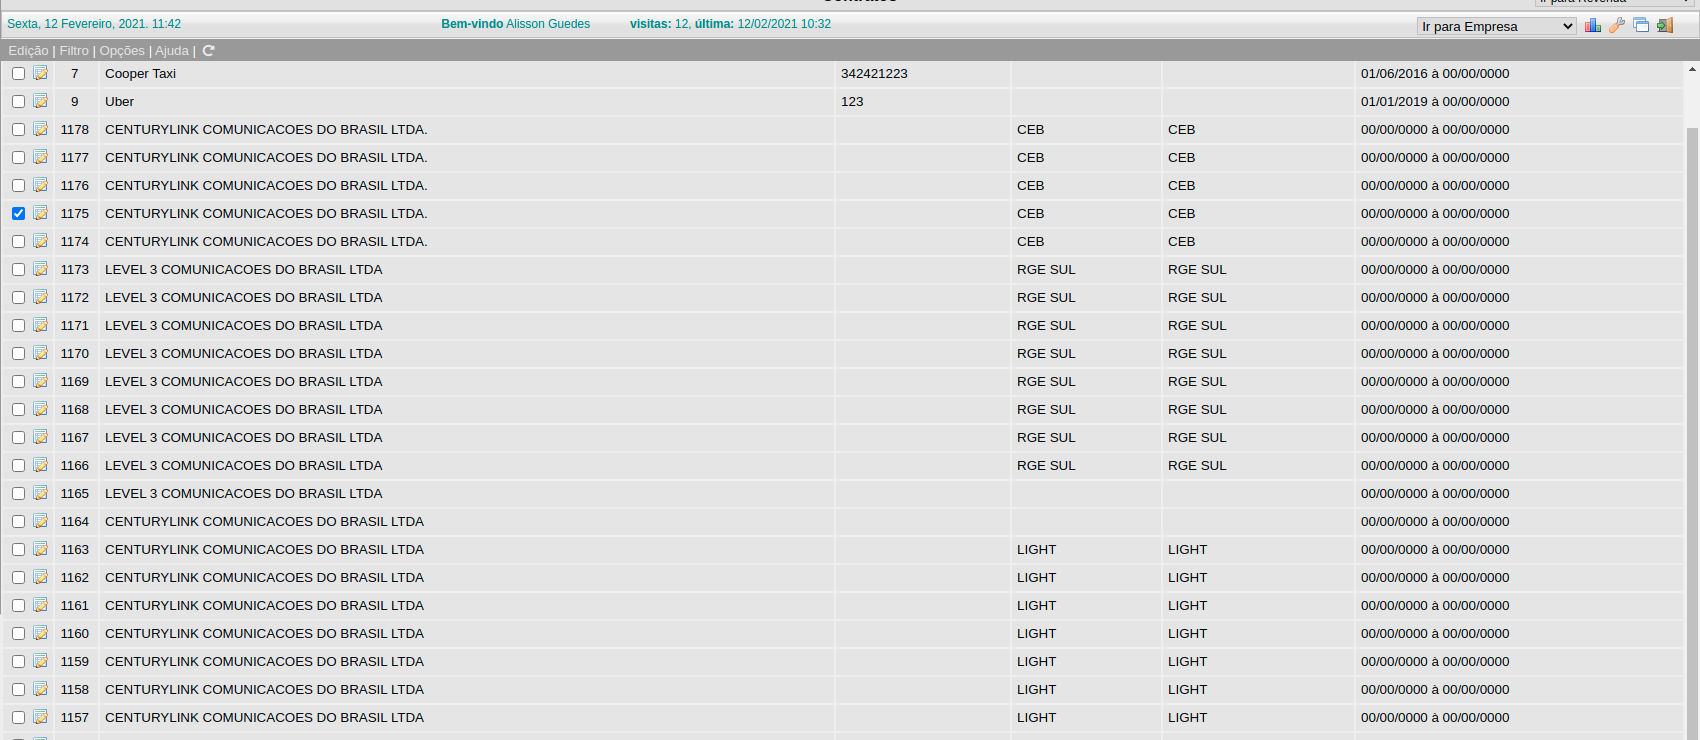 Sexta, 12 Fevereiro, 2021. 11:42 Bem-vindo Alisson Guedes visitas: 12, última: 12/02/2021 10:32 Ir para Empresa
Edição | Filtro | Opções | Ajuda |
7 Cooper Taxi 342421223 01/06/2016 à 00/00/0000
9 Uber 123 01/01/2019 à 00/00/0000
1178 CENTURYLINK COMUNICACOES DO BRASIL LTDA. CEB CEB 00/00/0000 à 00/00/0000
1177 CENTURYLINK COMUNICACOES DO BRASIL LTDA. CEB CEB 00/00/0000 à 00/00/0000
1176 CENTURYLINK COMUNICACOES DO BRASIL LTDA. CEB CEB 00/00/0000 à 00/00/0000
1175 CENTURYLINK COMUNICACOES DO BRASIL LTDA. CEB CEB 00/00/0000 à 00/00/0000
1174 CENTURYLINK COMUNICACOES DO BRASIL LTDA. CEB CEB 00/00/0000 à 00/00/0000
1173 LEVEL 3 COMUNICACOES DO BRASIL LTDA RGE SUL RGE SUL 00/00/0000 à 00/00/0000
1172 LEVEL 3 COMUNICACOES DO BRASIL LTDA RGE SUL RGE SUL 00/00/0000 à 00/00/0000
1171 LEVEL 3 COMUNICACOES DO BRASIL LTDA RGE SUL RGE SUL 00/00/0000 à 00/00/0000
1170 LEVEL 3 COMUNICACOES DO BRASIL LTDA RGE SUL RGE SUL 00/00/0000 à 00/00/0000
1169 LEVEL 3 COMUNICACOES DO BRASIL LTDA RGE SUL RGE SUL 00/00/0000 à 00/00/0000
1168 LEVEL 3 COMUNICACOES DO BRASIL LTDA RGE SUL RGE SUL 00/00/0000 à 00/00/0000
1167 LEVEL 3 COMUNICACOES DO BRASIL LTDA RGE SUL RGE SUL 00/00/0000 à 00/00/0000
1166 LEVEL 3 COMUNICACOES DO BRASIL LTDA RGE SUL RGE SUL 00/00/0000 à 00/00/0000
1165 LEVEL 3 COMUNICACOES DO BRASIL LTDA 00/00/0000 à 00/00/0000
1164 CENTURYLINK COMUNICACOES DO BRASIL LTDA 00/00/0000 à 00/00/0000
1163 CENTURYLINK COMUNICACOES DO BRASIL LTDA LIGHT LIGHT 00/00/0000 à 00/00/0000
1162 CENTURYLINK COMUNICACOES DO BRASIL LTDA LIGHT LIGHT 00/00/0000 à 00/00/0000
1161 CENTURYLINK COMUNICACOES DO BRASIL LTDA LIGHT LIGHT 00/00/0000 à 00/00/0000
1160 CENTURYLINK COMUNICACOES DO BRASIL LTDA LIGHT LIGHT 00/00/0000 à 00/00/0000
1159 CENTURYLINK COMUNICACOES DO BRASIL LTDA LIGHT LIGHT 00/00/0000 à 00/00/0000
1158 CENTURYLINK COMUNICACOES DO BRASIL LTDA LIGHT LIGHT 00/00/0000 à 00/00/0000
1157 CENTURYLINK COMUNICACOES DO BRASIL LTDA LIGHT LIGHT 00/00/0000 à 00/00/0000